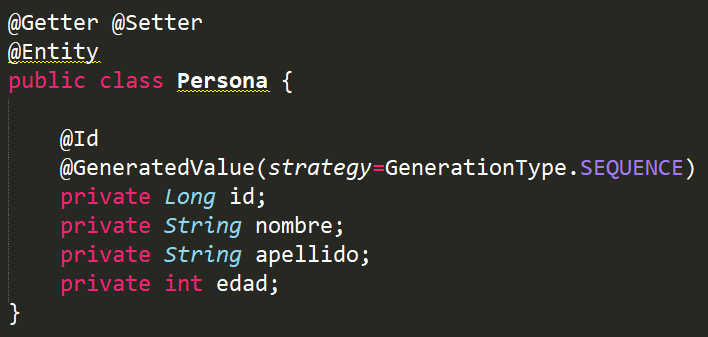 @Getter @Setter
@Entity
public class Persona {
@Id
@GeneratedValue(strategy=GenerationType.SEQUENCE)
private Long id;
private String nombre;
private String apellido;
private int edad;
}